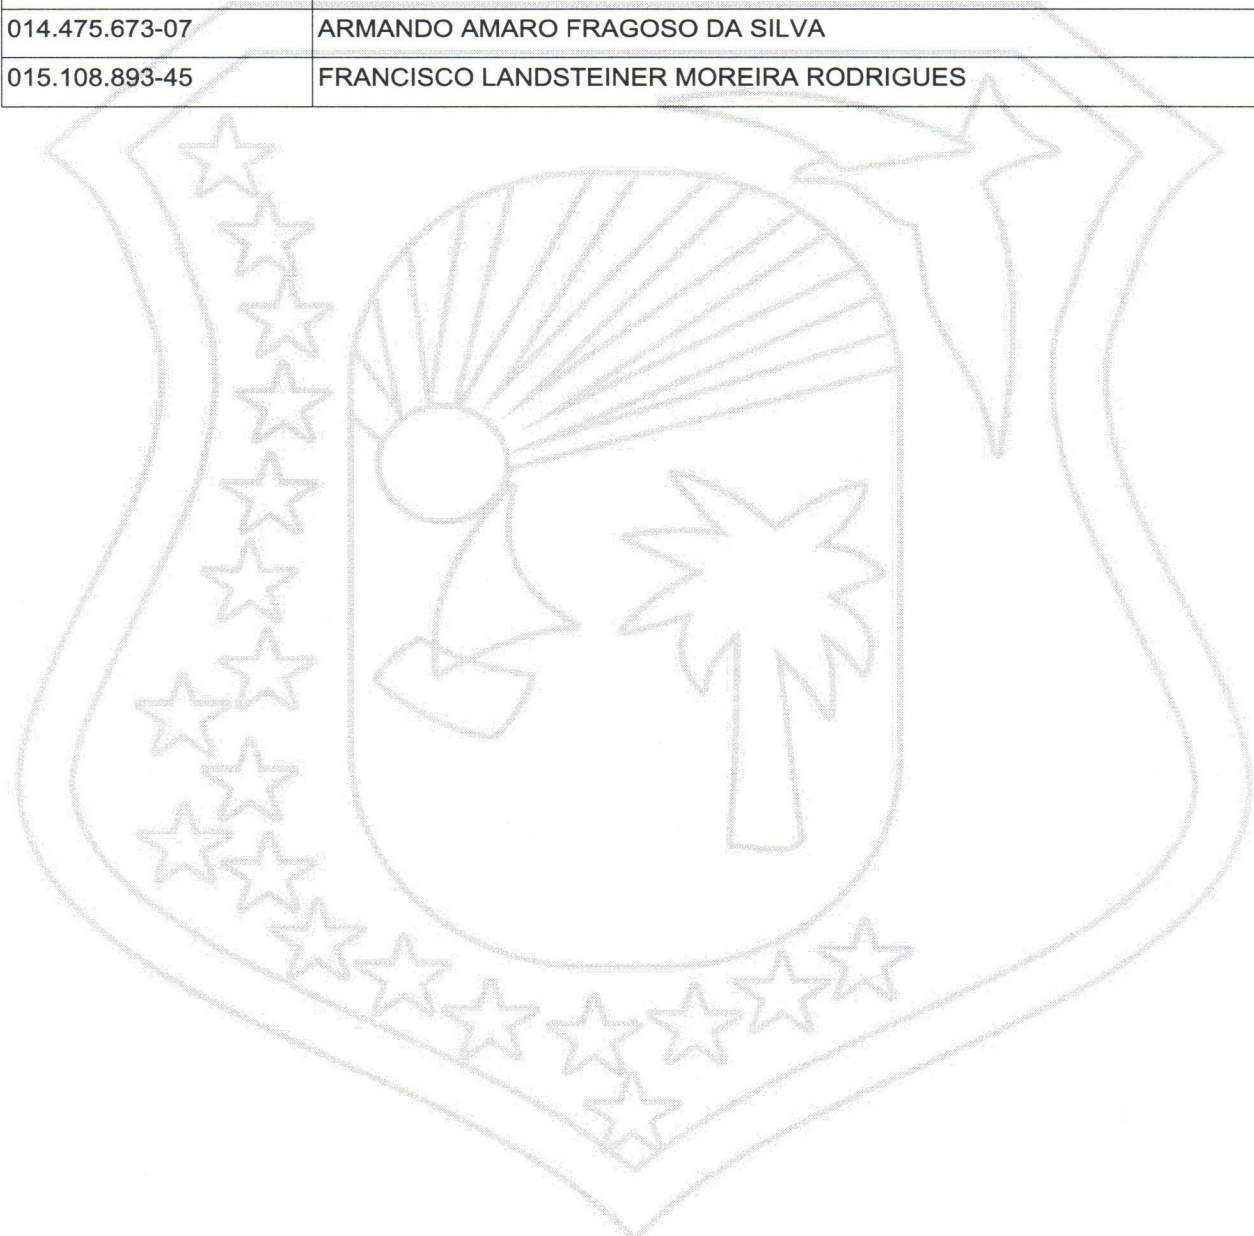 014.475.673-07 ARMANDO AMARO FRAGOSO DA SILVA
015.108.893-45 FRANCISCO LANDSTEINER MOREIRA RODRIGUES